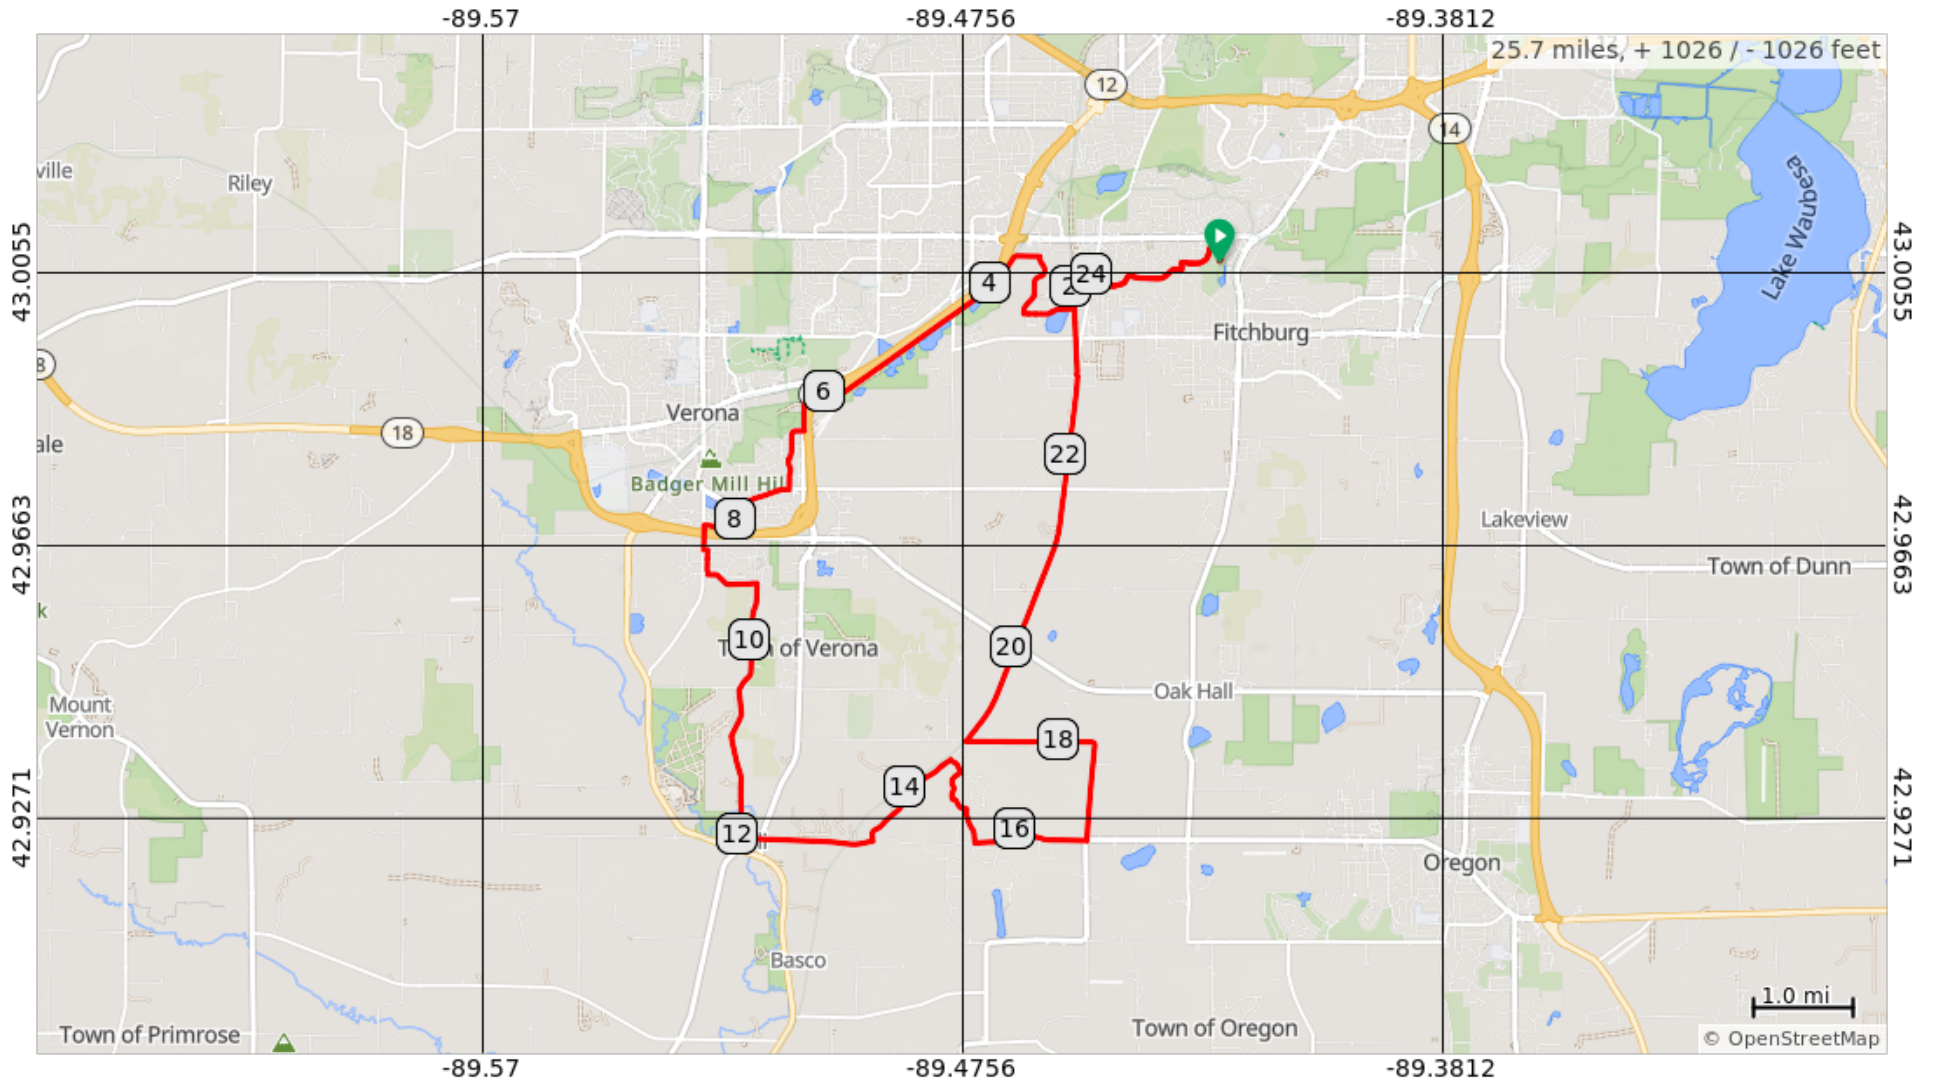 -89.57
-89.4756
-89.3812
25.7 miles, + 1026 / - 1026 feet
12
14
ville
Riley
Lake Waubesa
43.0055
43.0055
24
2
4
Fitchburg
8
6
Verona
18
ale
22
Badger Mill Hil
8
Lakeview
42.9663
42.9663
Town of Dunn
k
10
T n of Verona
20
Oak Hall
Mount
Vernon
18
14
42.9271
42.9271
16
12
ll
Oregon
Basco
1.0 mi
Town of Primrose
Town of Oregon
© OpenStreetMap
-89.57
-89.4756
-89.3812